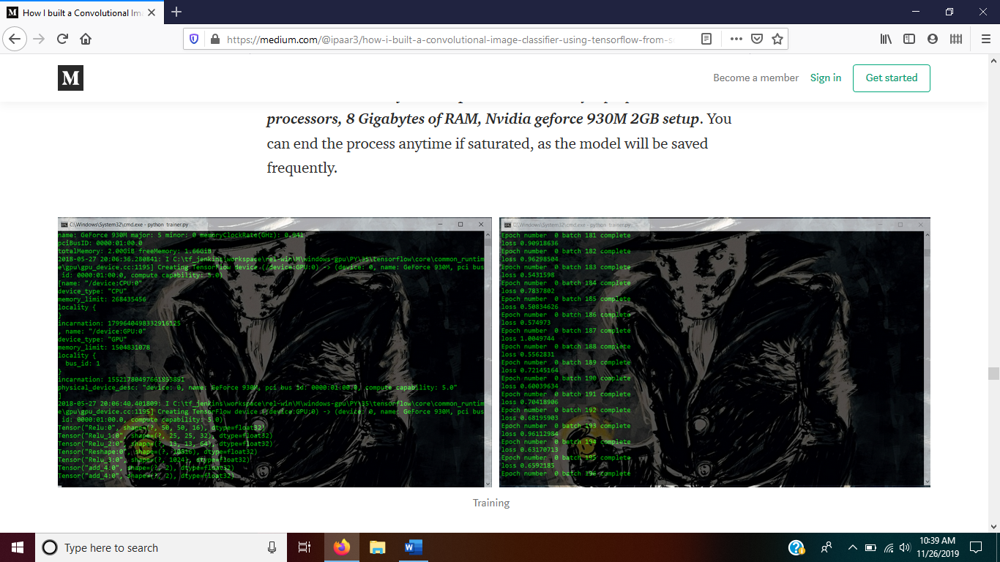 How I built a Convolutional Im
https://medium.com/@ipaar3/how-i-built-a-convolutional-image-classifier-using-tensorflow-from-s
M
Become a member
Sign in
Get started
processors, 8 Gigabytes of RAM, Nvidia geforce 930M 2GB setup. You
can end the process anytime if saturated, as the model will be saved
frequently.
C:\Windows\System32\cmd.exe - python trainer.py
name: GeForce 930M major: 5 minor: 0 memoryClockRate(GHz): 0.941
pciBusID: 0000:01:00.0
totalMemory: 2.00GiB freeMemory: 1.66GiB
2018-05-27 20:06:36.280841: I C:\tf_jenkins\workspace\rel-win\M\windows-gpu\PY\35\tensorflow\core\common_runtim
e\gpu\gpu_device.cc:1195] Creating TensorFlow device (/device:GPU:0) -> (device: 0, name: GeForce 930M, pci bus
id: 0000:01:00.0, compute capability: 5.0)
[name: "/device:CPU:0"
device_type: "CPU"
memory_limit: 268435456
locality {
}
incarnation: 1799640498332916125
, name: "/device:GPU:0"
device_type: "GPU"
memory_limit: 1504831078
locality {
bus_id: 1
}
incarnation: 15521780497661853891
physical_device_desc: "device: 0, name: GeForce 930M, pci bus id: 0000:01:00.0, compute capability: 5.0"
]
2018-05-27 20:06:40.401809: I C:\tf_jenkins\workspace\rel-win\M\windows-gpu\PY\35\tensorflow\core\common_runtim
e\gpu\gpu_device.cc:1195] Creating TensorFlow device (/device:GPU:0) -> (device: 0, name: GeForce 930M, pci bus
id: 0000:01:00.0, compute capability: 5.0)
Tensor("Relu:0", shape=(?, 50, 50, 16), dtype=float32)
Tensor("Relu_1:0", shape=(?, 25, 25, 32), dtype=float32)
Tensor("Relu_2:0", shape=(?, 13, 13, 64), dtype=float32)
Tensor("Reshape:0", shape=(?, 10816), dtype=float32)
Tensor("Relu_3:0", shape=(?, 1024), dtype=float32)
Tensor("add_4:0", shape=(?, 2), dtype=float32)
Tensor("add_4:0", shape=(?, 2), dtype=float32)
C:\Windows\System32\cmd.exe - python trainer.py
Epoch number 0 batch 181 complete
loss 0.90918636
Epoch number 0 batch 182 complete
loss 0.96298504
Epoch number 0 batch 183 complete
loss 0.5431598
Epoch number 0 batch 184 complete
loss 0.7837802
Epoch number 0 batch 185 complete
loss 0.50834626
Epoch number 0 batch 186 complete
loss 0.574973
Epoch number 0 batch 187 complete
loss 1.0049744
Epoch number 0 batch 188 complete
loss 0.5562831
Epoch number 0 batch 189 complete
loss 0.72145164
Epoch number 0 batch 190 complete
loss 0.60039634
Epoch number 0 batch 191 complete
loss 0.70418906
Epoch number 0 batch 192 complete
loss 0.68195903
Epoch number 0 batch 193 complete
loss 0.96112984
Epoch number 0 batch 194 complete
loss 0.63170713
Epoch number 0 batch 195 complete
loss 0.6592185
Epoch number 0 batch 196 complete
Training
Type here to search
10:39 AM
11/26/2019